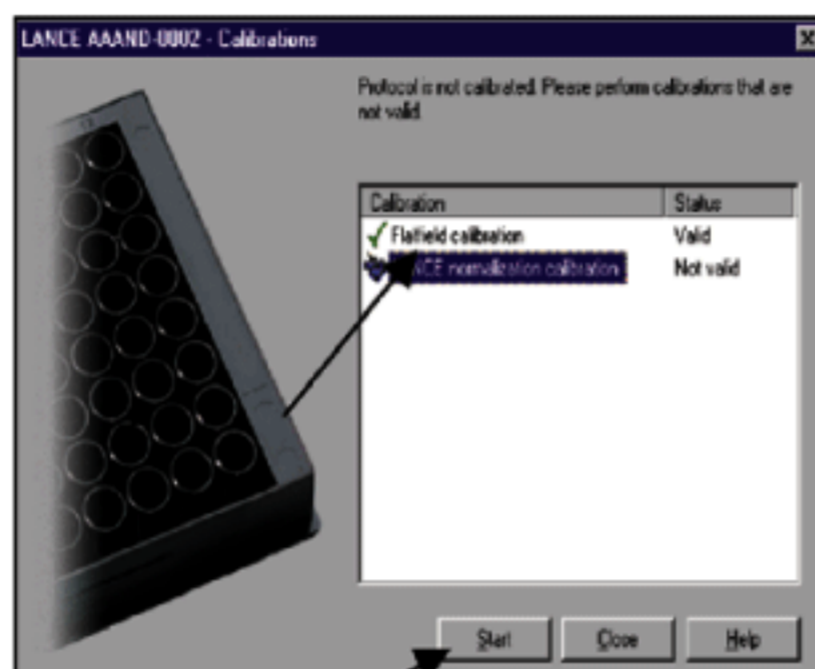 LANCE AAAND-0002 - Calibrations
Protocol is not calibrated. Please perform calibrations that are
not valid.
Calibration Status
Flatfield calibration Valid
normalization calibration Not valid
Start Close Help